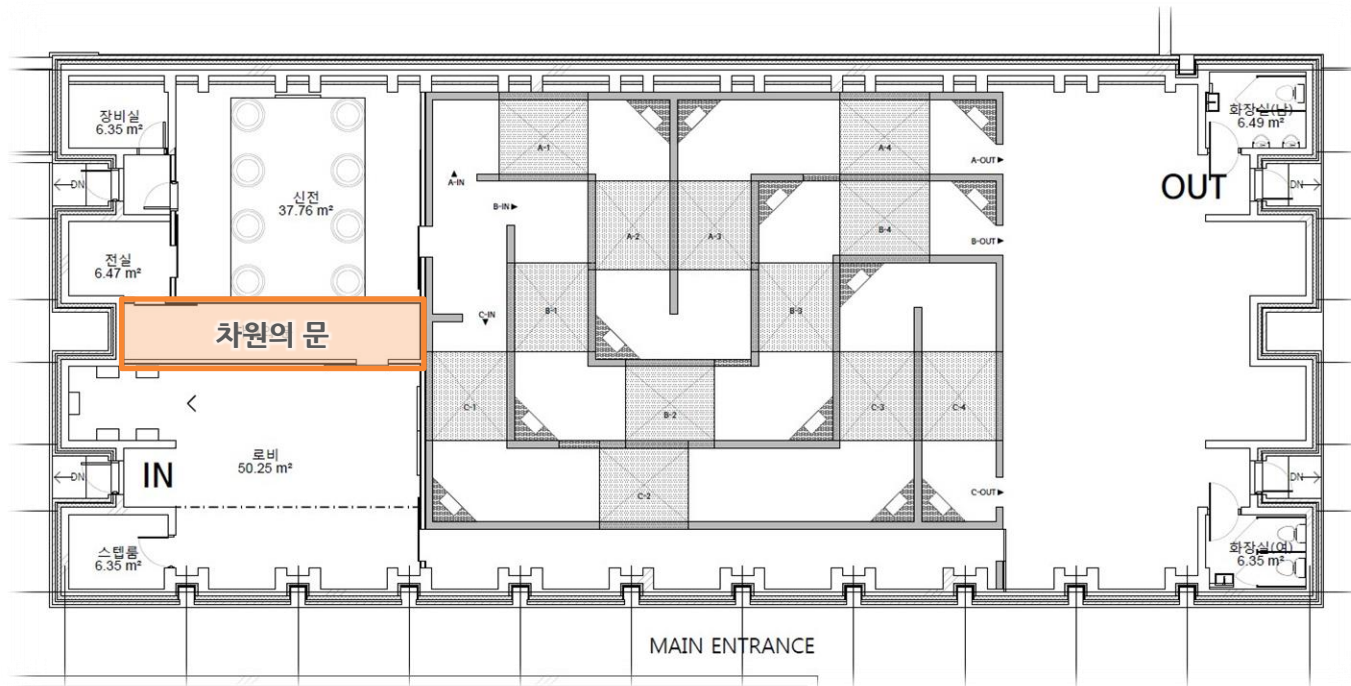 장비실
6.35 m²
화장실(남)
6.49 m²
DN
신전
37.76 m²
A-IN
B-IN
A-1
A-4
A-OUT
OUT
DN
전실
6.47 m²
A-2
A-3
B-4
B-OUT
차원의 문
C-IN
B-1
B-3
C-1
B-2
C-3
C-4
로비
50.25 m²
IN
DN
C-2
C-OUT
DN
스텝룸
6.35 m²
화장실(여)
6.35 m²
MAIN ENTRANCE